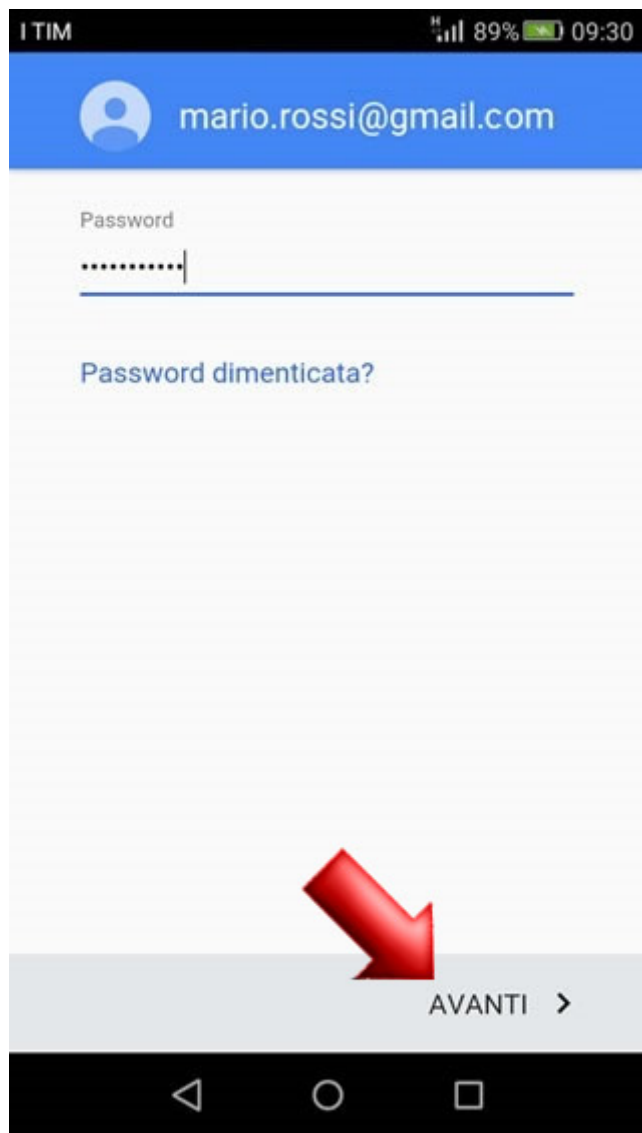 I TIM H 89% 09:30
mario.rossi@gmail.com
Password
•••••••••••
Password dimenticata?
AVANTI